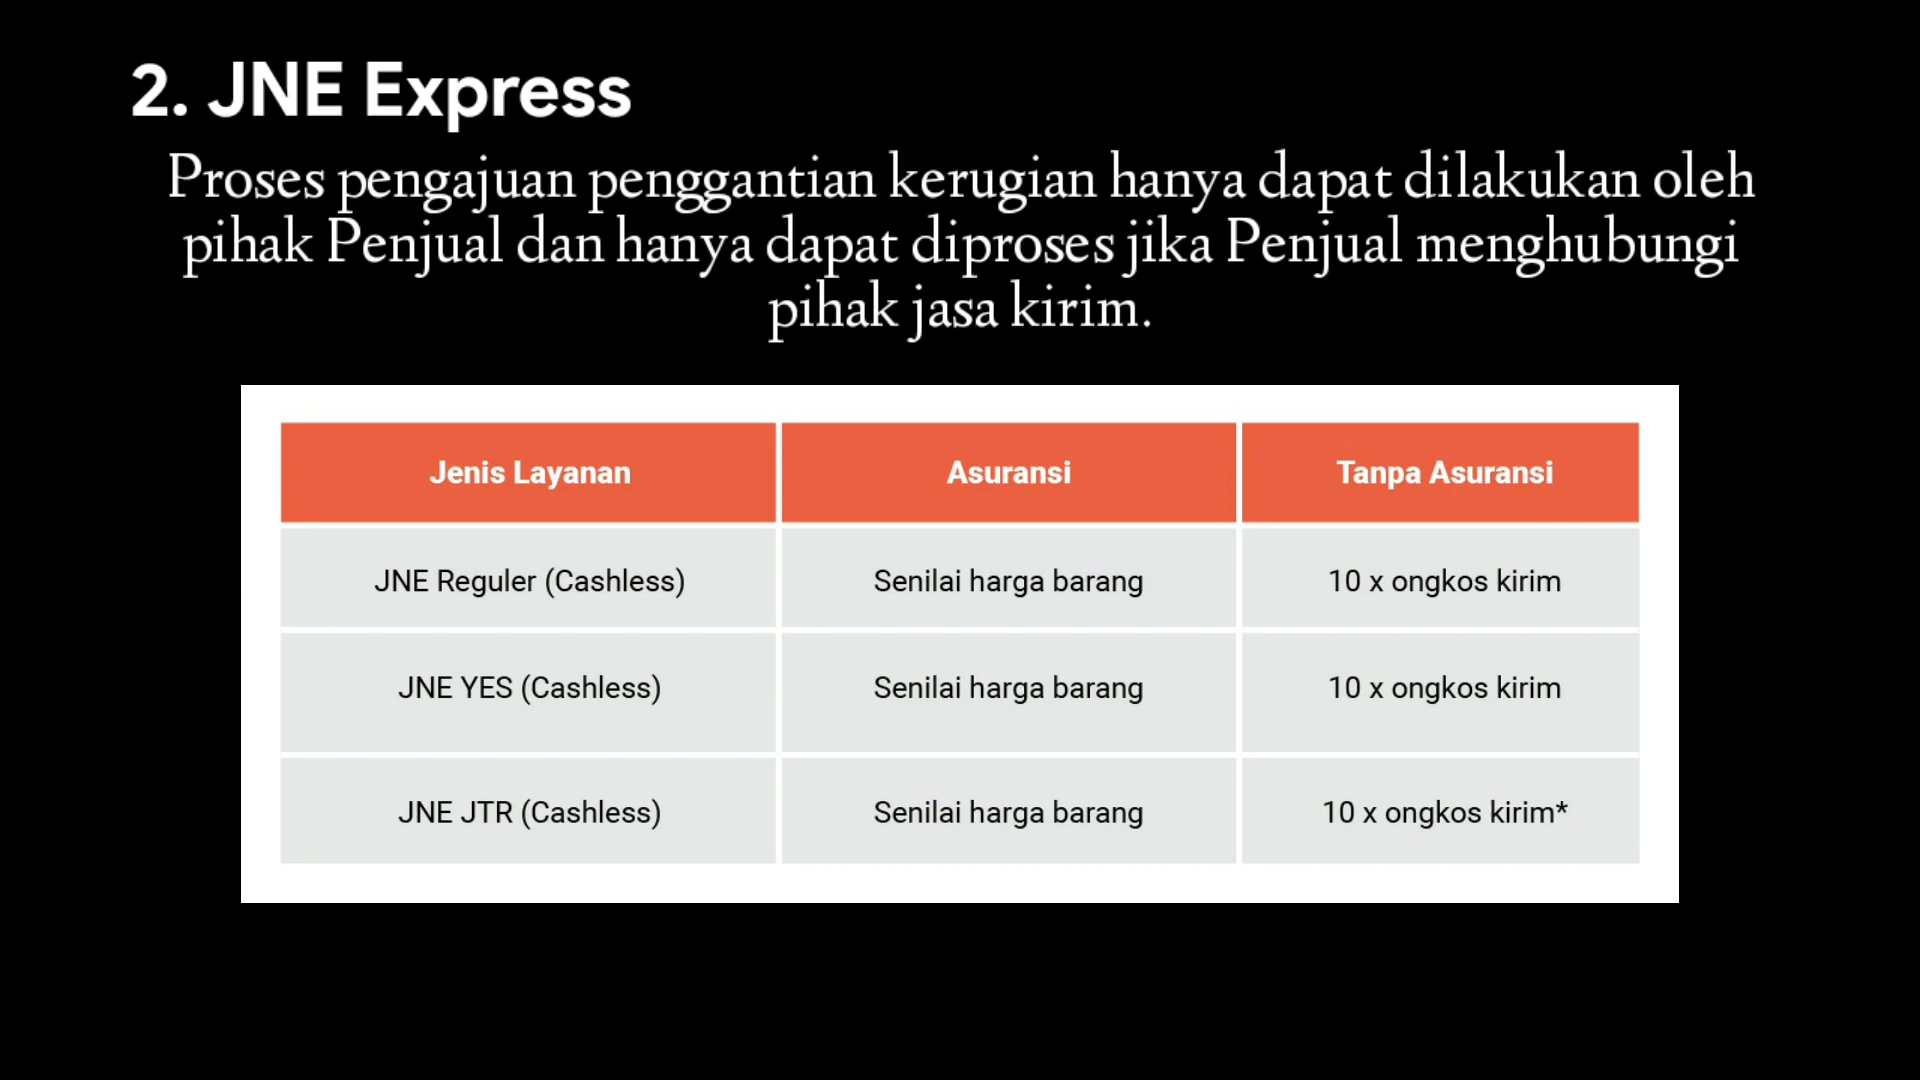 2. JNE Express
Proses pengajuan penggantian kerugian hanya dapat dilakukan oleh
pihak Penjual dan hanya dapat diproses jika Penjual menghubungi
pihak jasa kirim.
Jenis Layanan Asuransi Tanpa Asuransi
JNE Reguler (Cashless) Senilai harga barang 10 x ongkos kirim
JNE YES (Cashless) Senilai harga barang 10 x ongkos kirim
JNE JTR (Cashless) Senilai harga barang 10 x ongkos kirim*